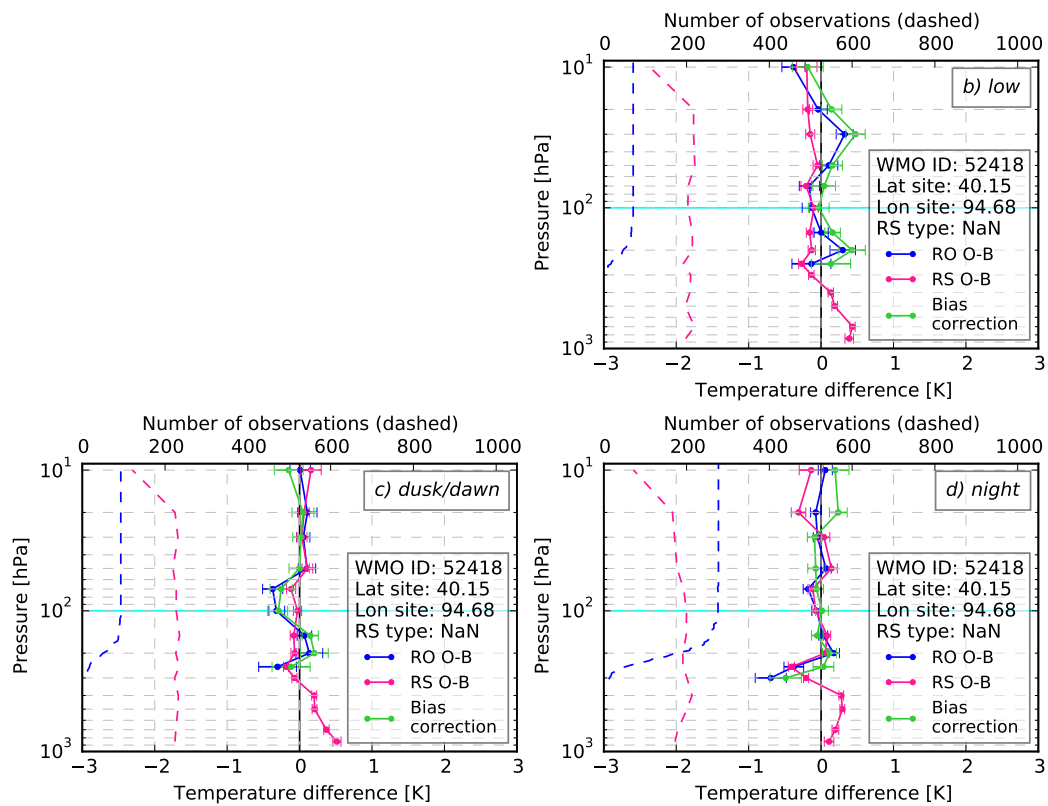 Number of observations (dashed)
0 200 400 600 800 1000
10¹
10²
10³
Pressure [hPa]
b) low
WMO ID: 52418
Lat site: 40.15
Lon site: 94.68
RS type: NaN
RO O-B
RS O-B
Bias
correction
−3 −2 −1 0 1 2 3
Temperature difference [K]
Number of observations (dashed)
0 200 400 600 800 1000
10¹
10²
10³
Pressure [hPa]
c) dusk/dawn
WMO ID: 52418
Lat site: 40.15
Lon site: 94.68
RS type: NaN
RO O-B
RS O-B
Bias
correction
−3 −2 −1 0 1 2 3
Temperature difference [K]
Number of observations (dashed)
0 200 400 600 800 1000
10¹
10²
10³
Pressure [hPa]
d) night
WMO ID: 52418
Lat site: 40.15
Lon site: 94.68
RS type: NaN
RO O-B
RS O-B
Bias
correction
−3 −2 −1 0 1 2 3
Temperature difference [K]